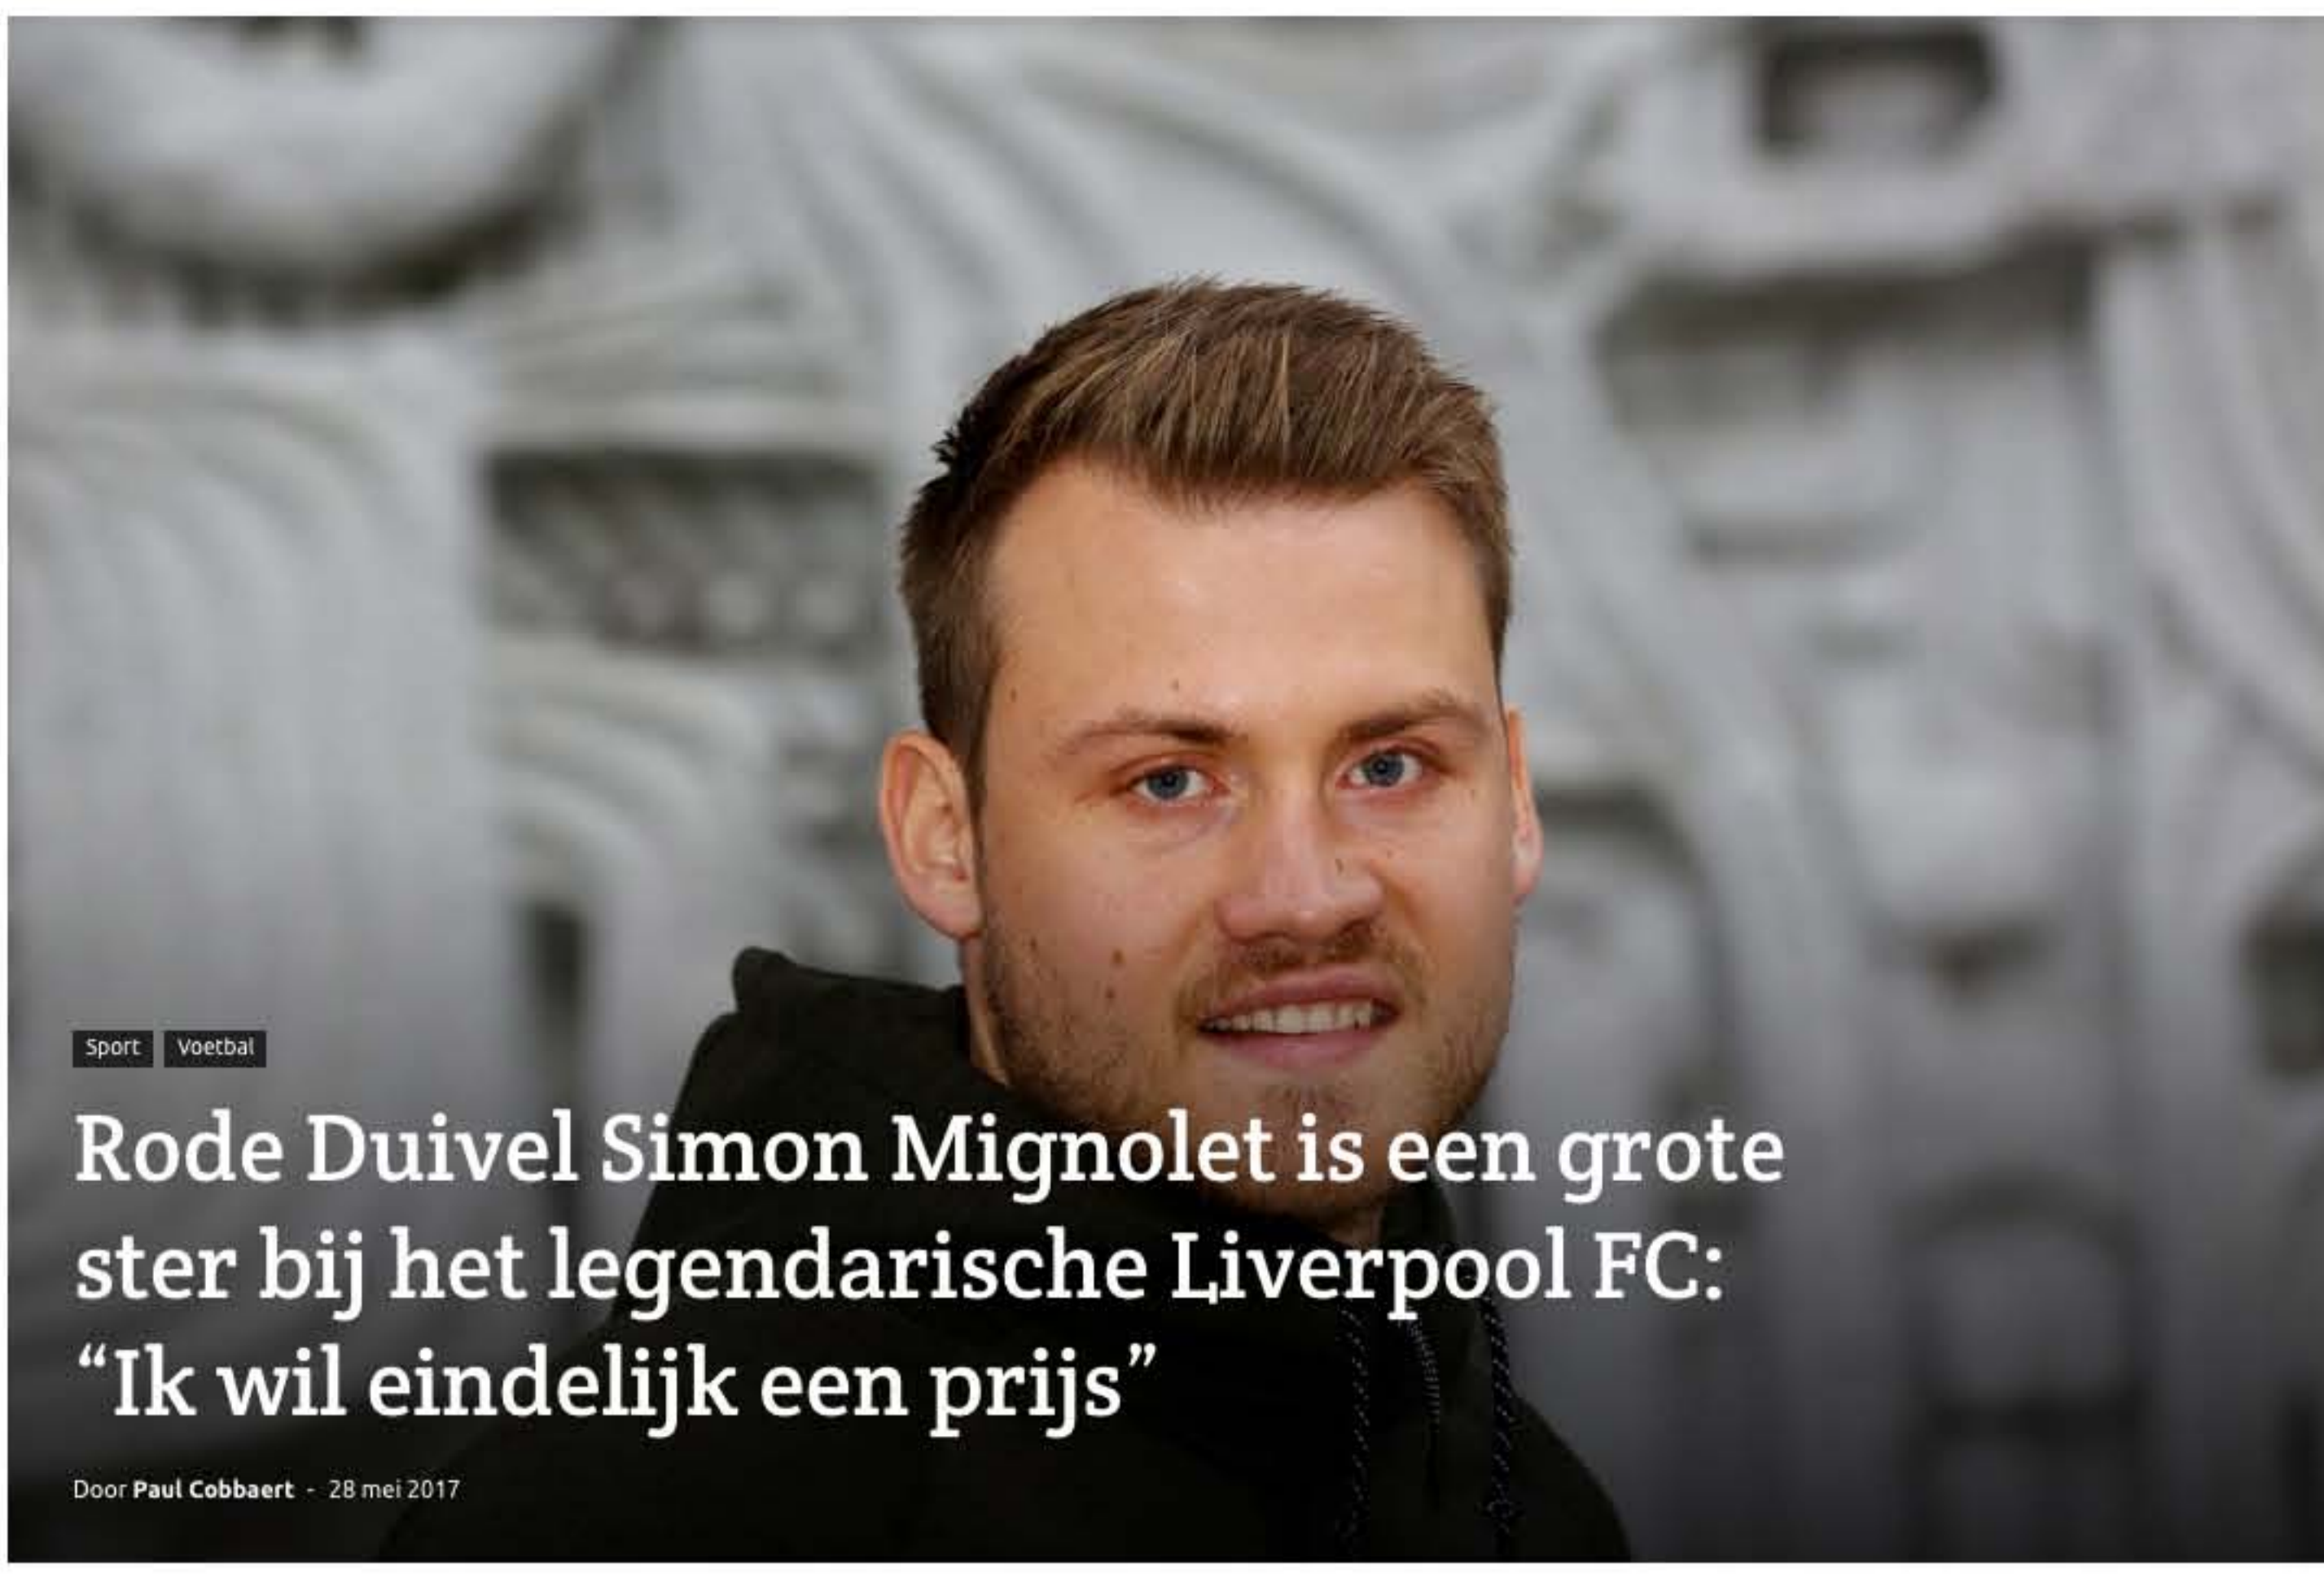 Sport Voetbal
Rode Duivel Simon Mignolet is een grote
ster bij het legendarische Liverpool FC:
“Ik wil eindelijk een prijs”
Door Paul Cobbaert - 28 mei 2017